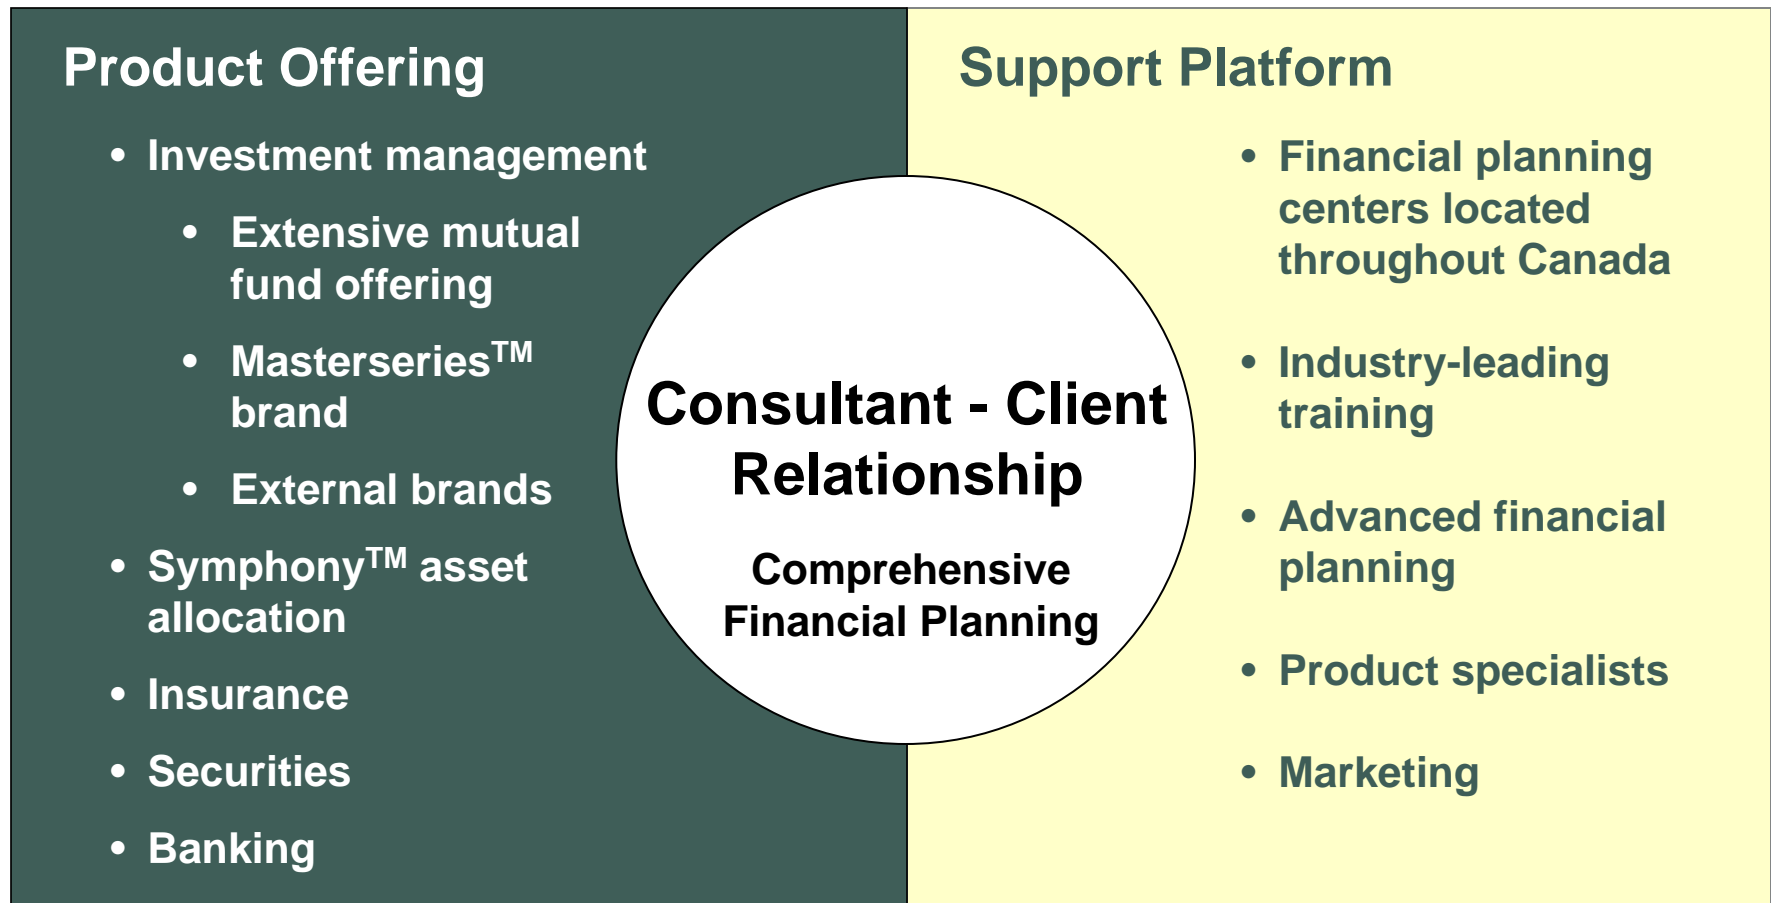 Product Offering
• Investment management
• Extensive mutual
fund offering
• Masterseries™
brand
• External brands
• Symphony™ asset
allocation
• Insurance
• Securities
• Banking
Consultant - Client
Relationship
Comprehensive
Financial Planning
Support Platform
• Financial planning
centers located
throughout Canada
• Industry-leading
training
• Advanced financial
planning
• Product specialists
• Marketing